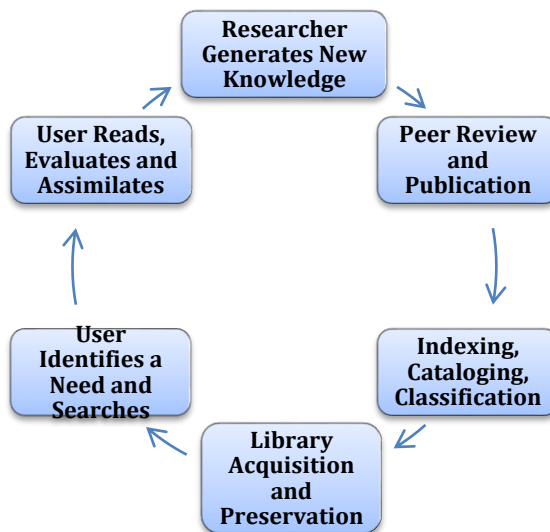 Researcher
Generates New
Knowledge
Peer Review
and
Publication
Indexing,
Cataloging,
Classification
Library
Acquisition
and
Preservation
User
Identifies a
Need and
Searches
User Reads,
Evaluates and
Assimilates